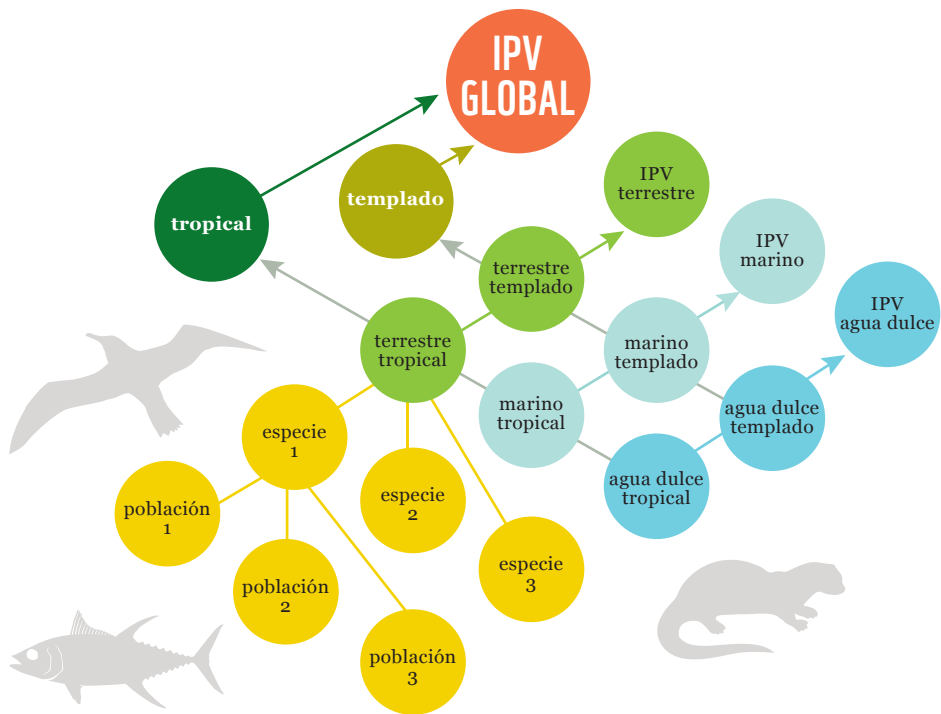 IPV
GLOBAL
tropical
templado
IPV
terrestre
terrestre
templado
IPV
marino
IPV
agua dulce
terrestre
tropical
marino
templado
marino
tropical
agua dulce
templado
agua dulce
tropical
especie
1
especie
2
especie
3
población
1
población
2
población
3